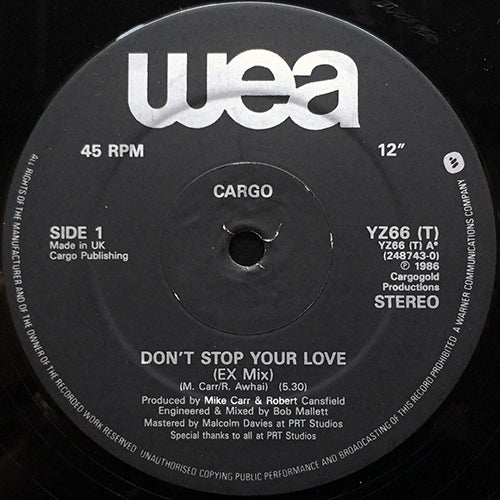 wea
45 RPM
12"
CARGO
SIDE 1
Made in UK
Cargo Publishing
YZ66 (T)
YZ66 (T) A*
(248743-0)
℗ 1986
Cargogold
Productions
STEREO
DON'T STOP YOUR LOVE
(EX Mix)
(M. Carr/R. Awhai) (5.30)
Produced by Mike Carr & Robert Cansfield
Engineered & Mixed by Bob Mallett
Mastered by Malcolm Davies at PRT Studios
Special thanks to all at PRT Studios
ALL RIGHTS OF THE MANUFACTURER AND OF THE OWNER OF THE RECORDED WORK RESERVED UNAUTHORISED COPYING PUBLIC PERFORMANCE AND BROADCASTING OF THIS RECORD PROHIBITED A WARNER COMMUNICATIONS COMPANY